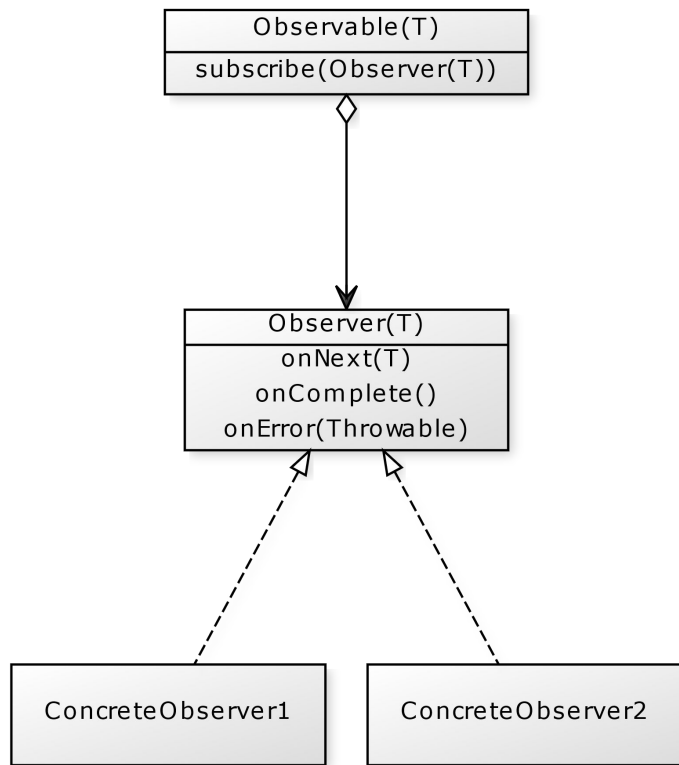 Observable(T)
subscribe(Observer(T))
Observer(T)
onNext(T)
onComplete()
onError(Throwable)
ConcreteObserver1
ConcreteObserver2